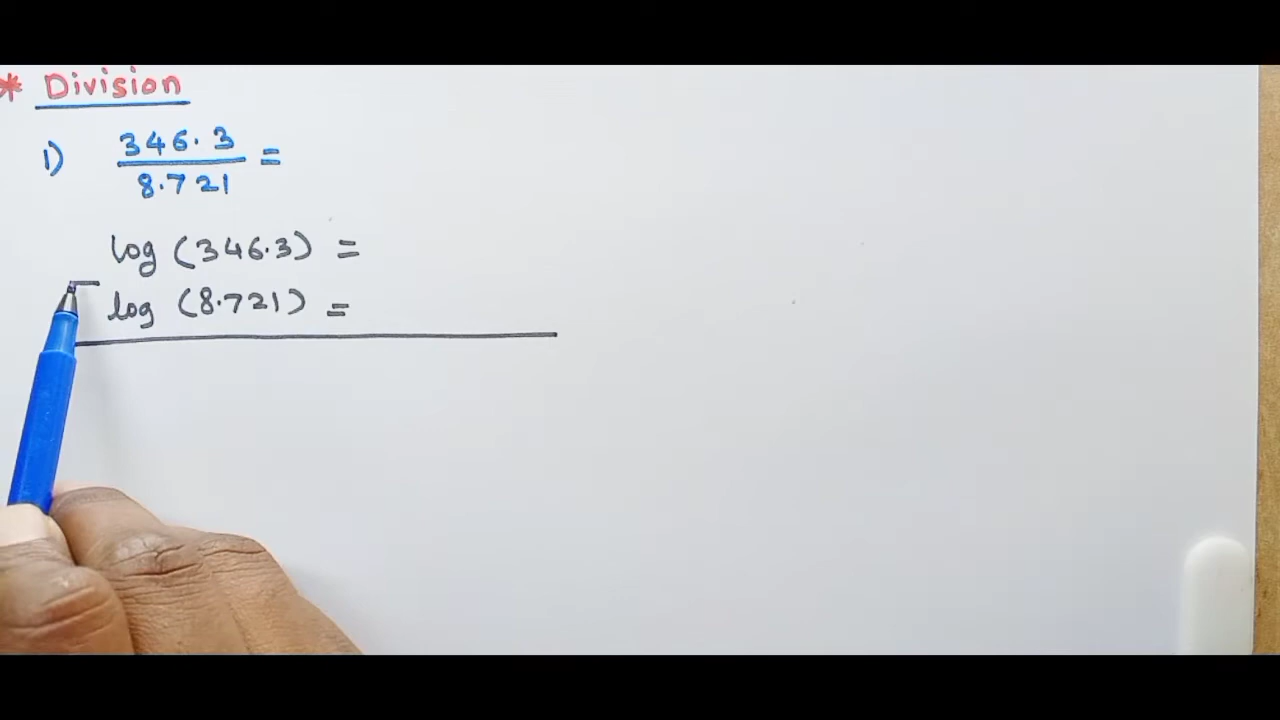 * Division
1) 346.3 =
8.721
log (346.3) =
- log (8.721) =